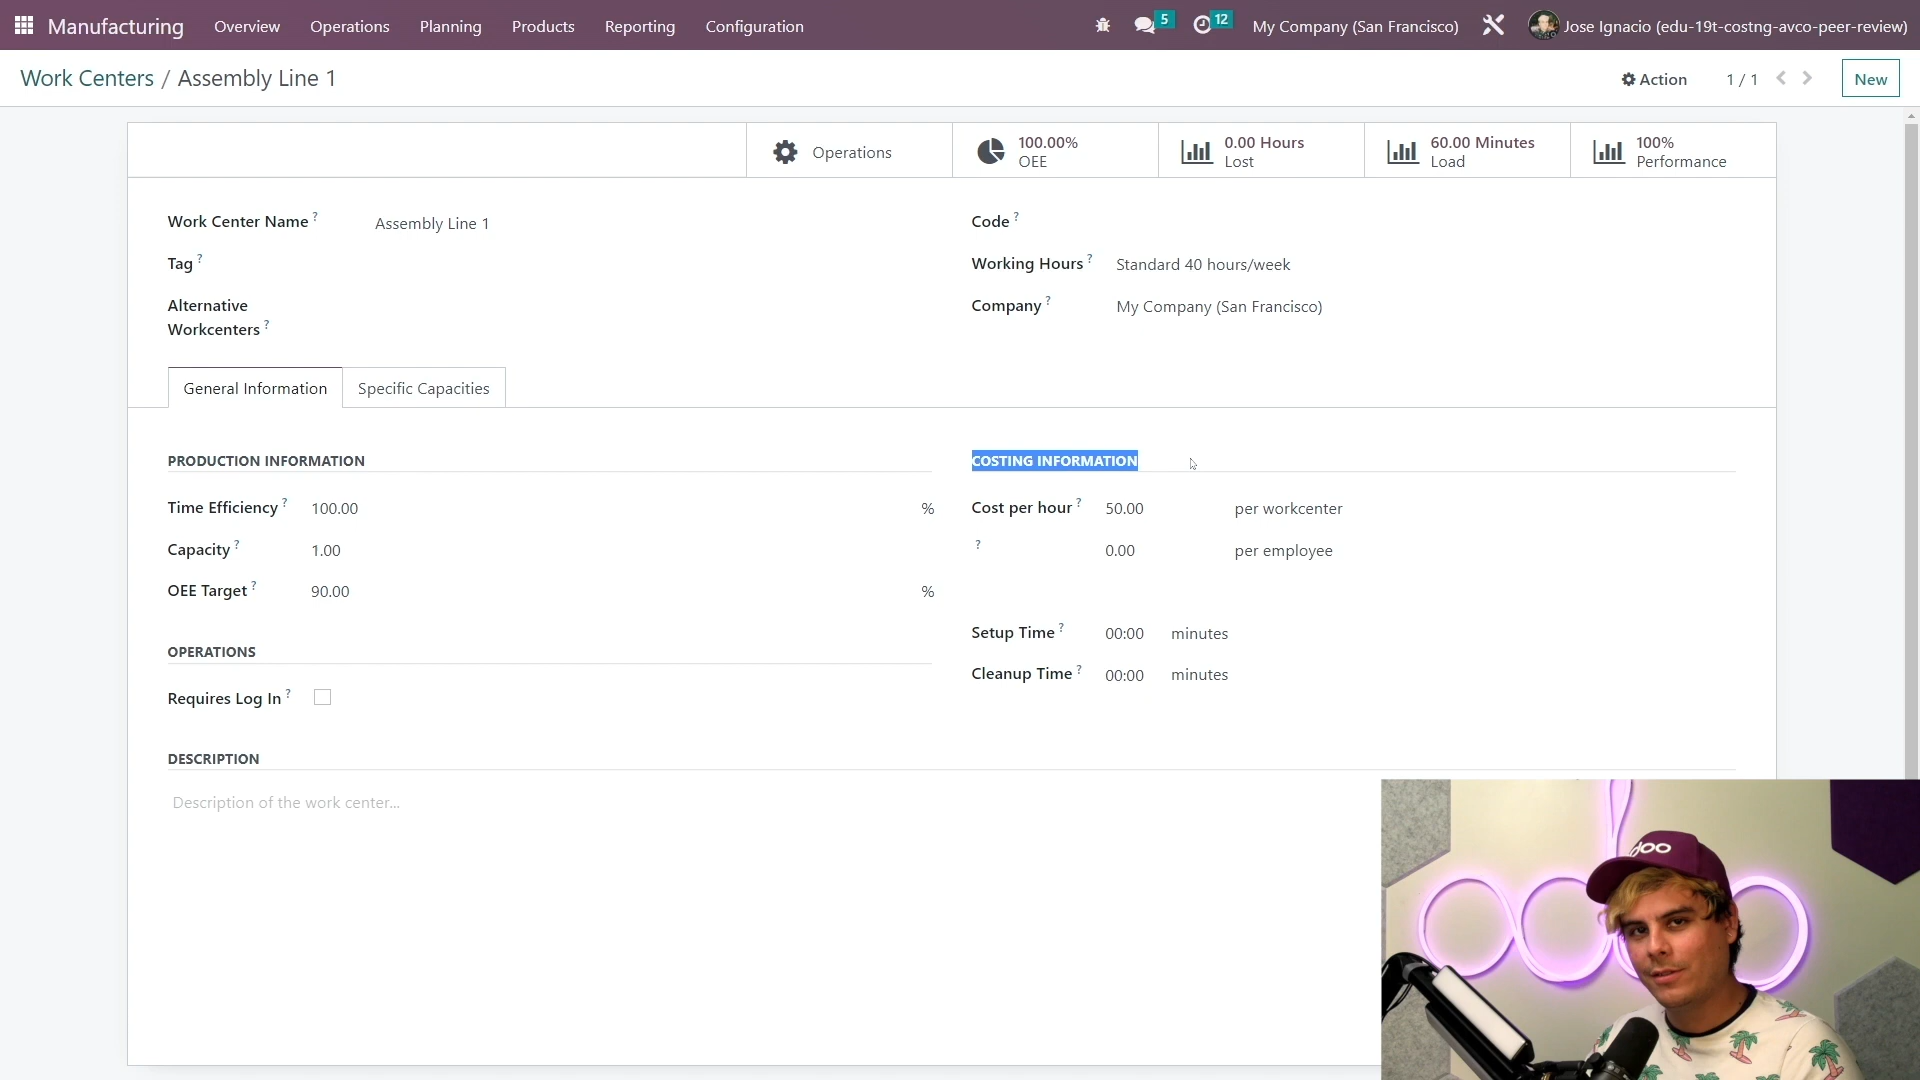 Manufacturing Overview Operations Planning Products Reporting Configuration 5 12 My Company (San Francisco) Jose Ignacio (edu-19t-costng-avco-peer-review)
Work Centers / Assembly Line 1 Action 1 / 1 New
Operations
100.00%
OEE
0.00 Hours
Lost
60.00 Minutes
Load
100%
Performance
Work Center Name ? Assembly Line 1
Tag ?
Alternative
Workcenters ?
Code ?
Working Hours ? Standard 40 hours/week
Company ? My Company (San Francisco)
General Information Specific Capacities
PRODUCTION INFORMATION
Time Efficiency ? 100.00 %
Capacity ? 1.00
OEE Target ? 90.00 %
COSTING INFORMATION
Cost per hour ? 50.00 per workcenter
? 0.00 per employee
Setup Time ? 00:00 minutes
Cleanup Time ? 00:00 minutes
OPERATIONS
Requires Log In ?
DESCRIPTION
Description of the work center...
odoo